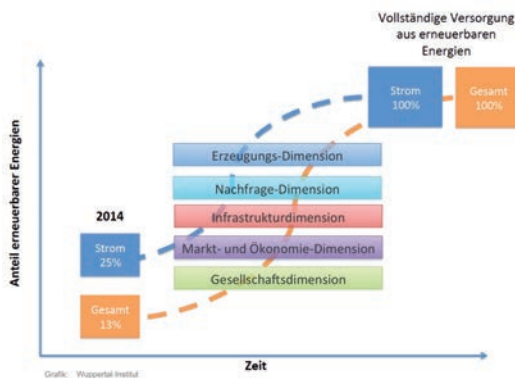 Vollständige Versorgung
aus erneuerbaren
Energien
Strom
100%
Gesamt
100%
Anteil erneuerbarer Energien
Erzeugungs-Dimension
Nachfrage-Dimension
Infrastrukturdimension
Markt- und Ökonomie-Dimension
Gesellschaftsdimension
2014
Strom
25%
Gesamt
13%
Zeit
Grafik: Wuppertal Institut